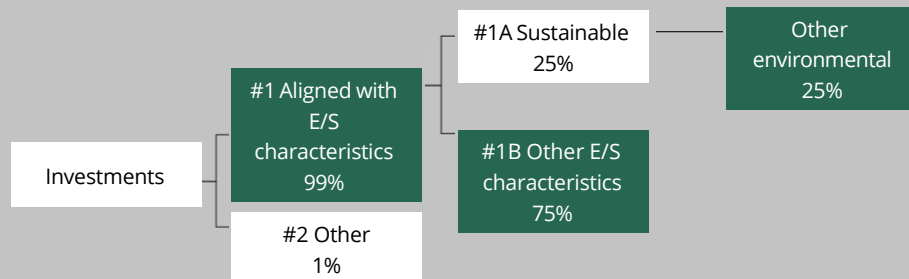 Investments
#1 Aligned with
E/S
characteristics
99%
#2 Other
1%
#1A Sustainable
25%
#1B Other E/S
characteristics
75%
Other
environmental
25%